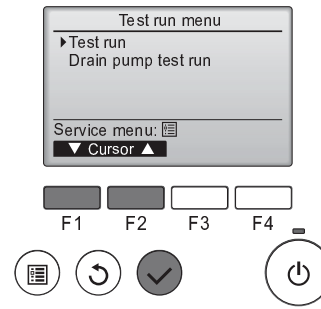 Test run menu
Test run
Drain pump test run
Service menu:
▼ Cursor ▲
F1 F2 F3 F4